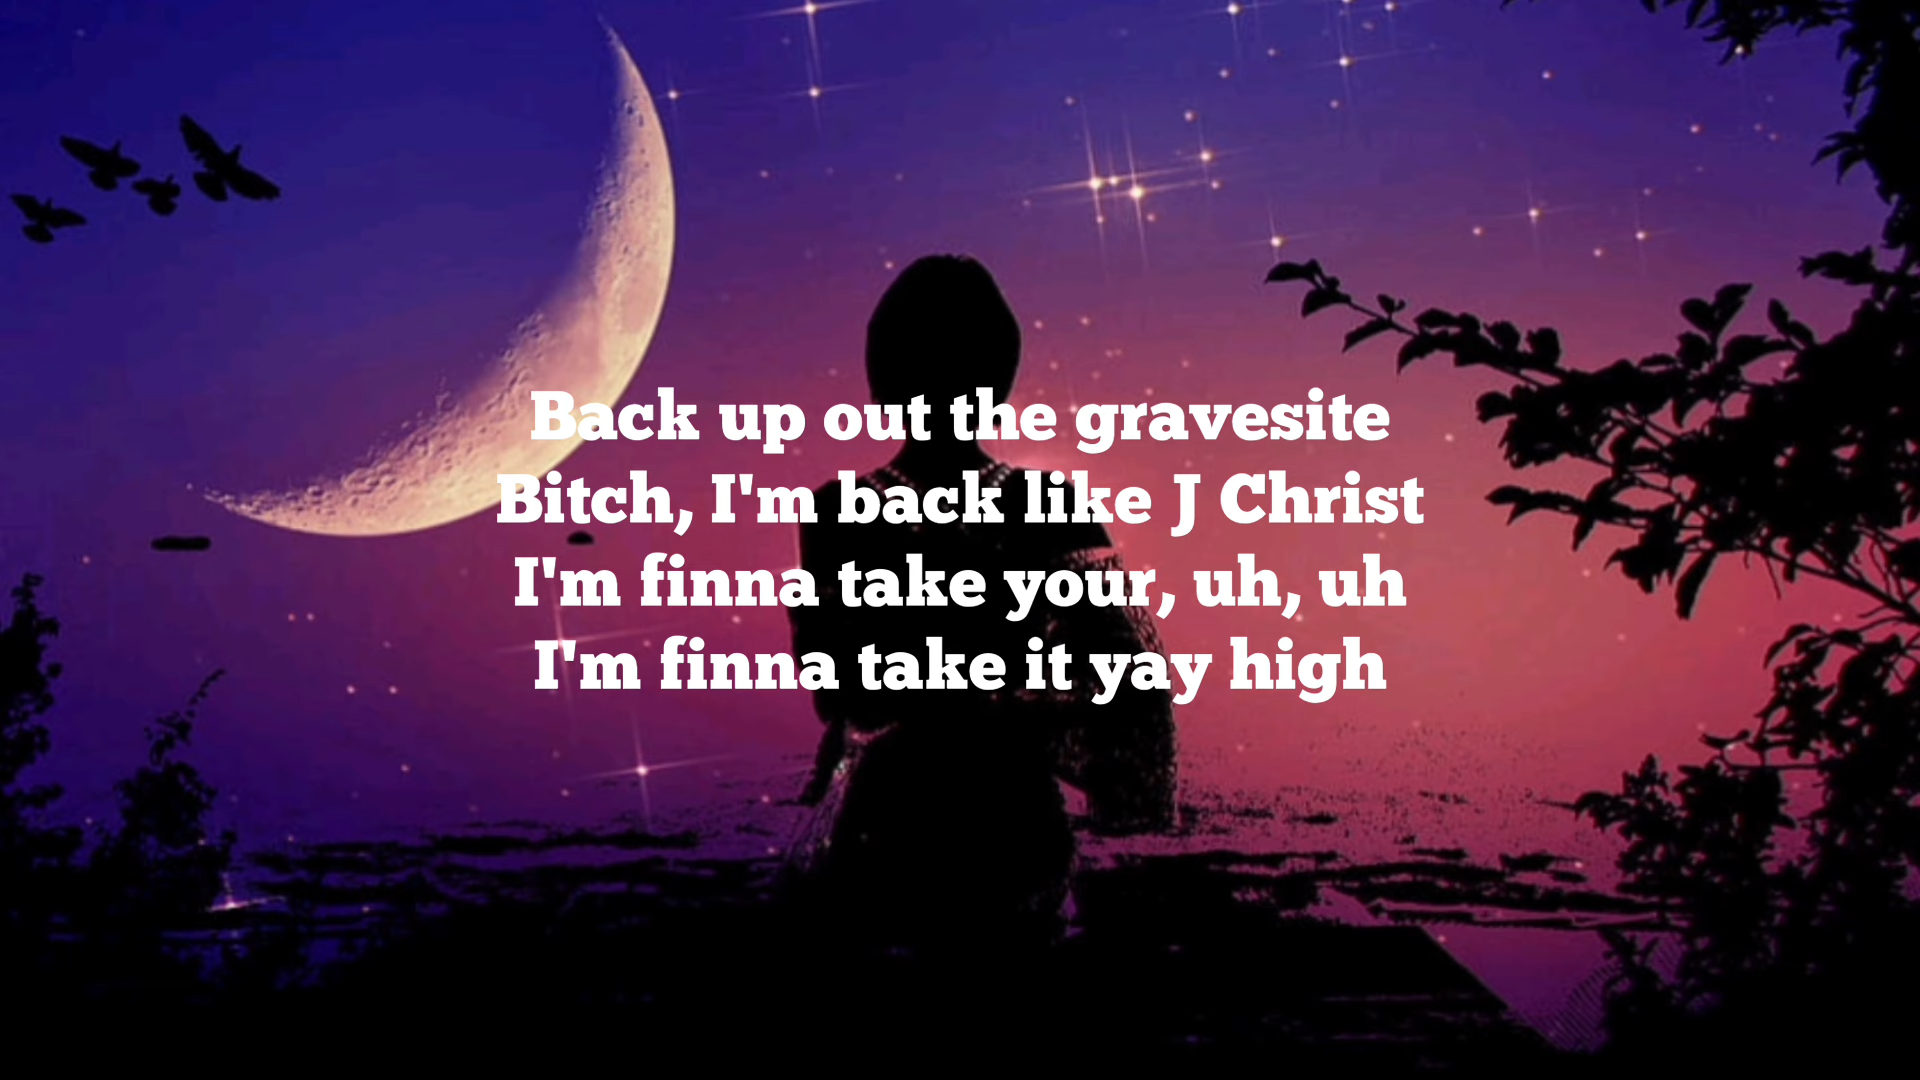 Back up out the gravesite
Bitch, I'm back like J Christ
I'm finna take your, uh, uh
I'm finna take it yay high